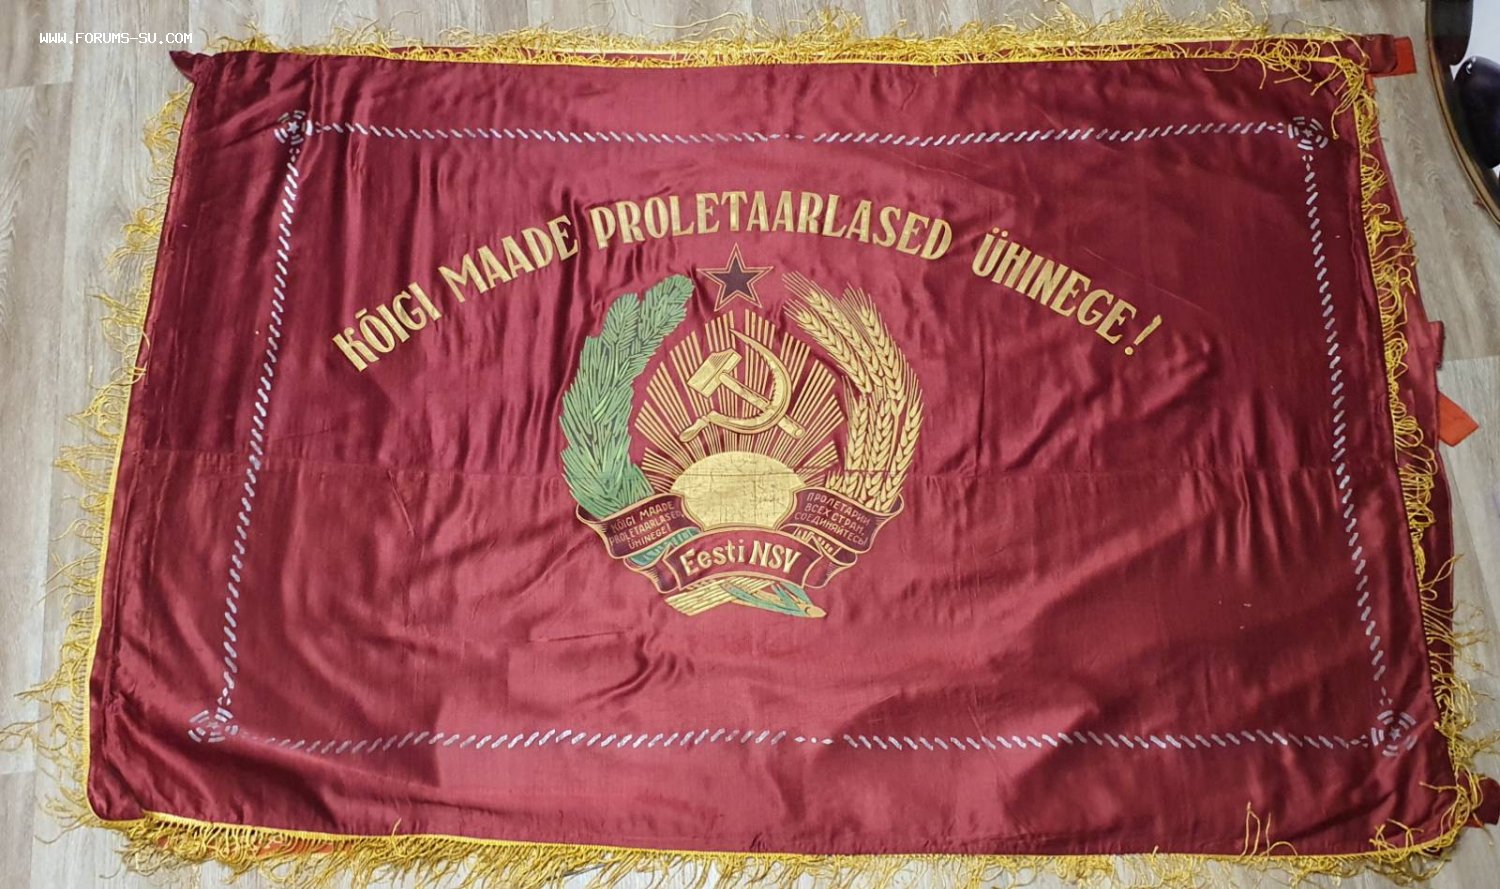 WWW.FORUMS-SU.COM
KÕIGI MAADE PROLETAARLASED ÜHINEGE!
KÕIGI MAADE
PROLETAARLASED,
ÜHINEGE!
ПРОЛЕТАРИИ
ВСЕХ СТРАН,
СОЕДИНЯЙТЕСЬ!
Eesti NSV